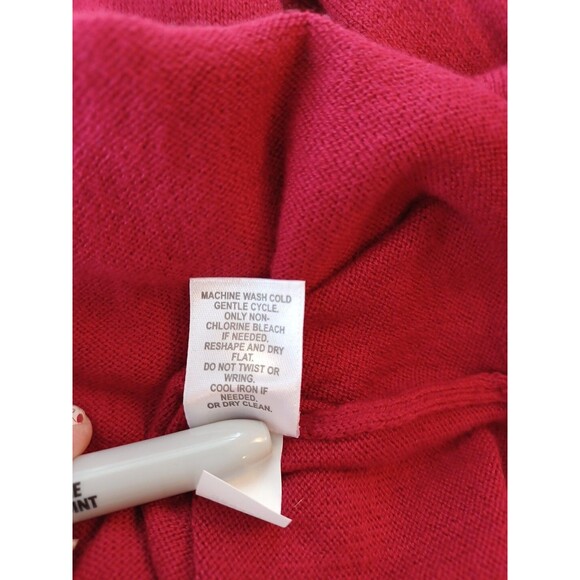 MACHINE WASH COLD
GENTLE CYCLE.
ONLY NON-
CHLORINE BLEACH
IF NEEDED.
RESHAPE AND DRY
FLAT.
DO NOT TWIST OR
WRING.
COOL IRON IF
NEEDED.
OR DRY CLEAN.